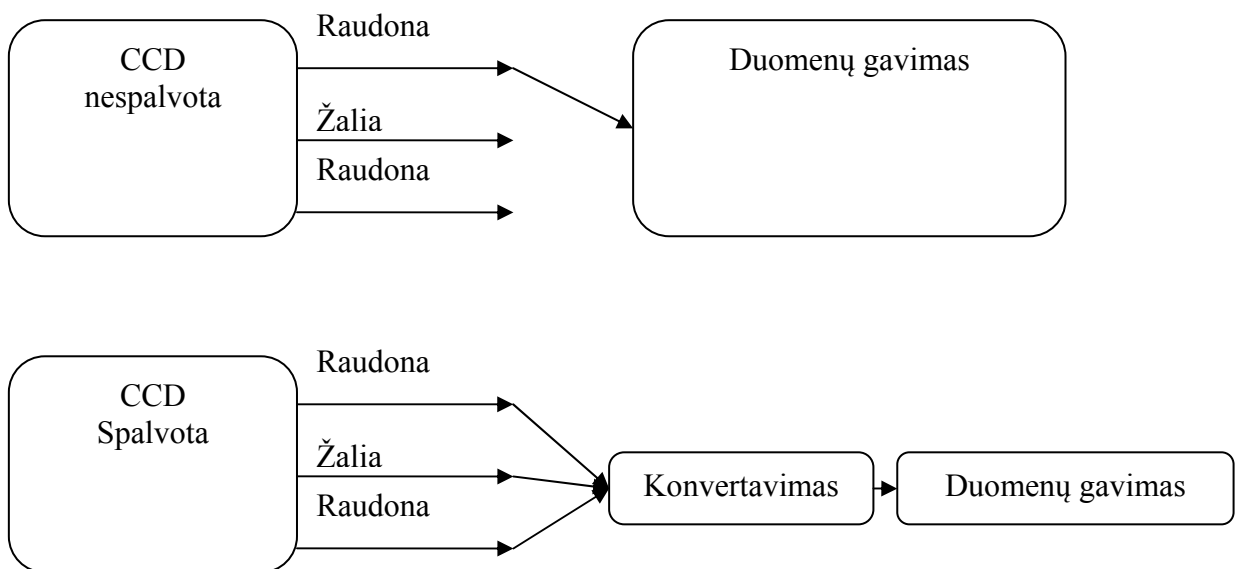 CCD
nespalvota
Raudona
Žalia
Raudona
Duomenų gavimas
CCD
Spalvota
Raudona
Žalia
Raudona
Konvertavimas
Duomenų gavimas